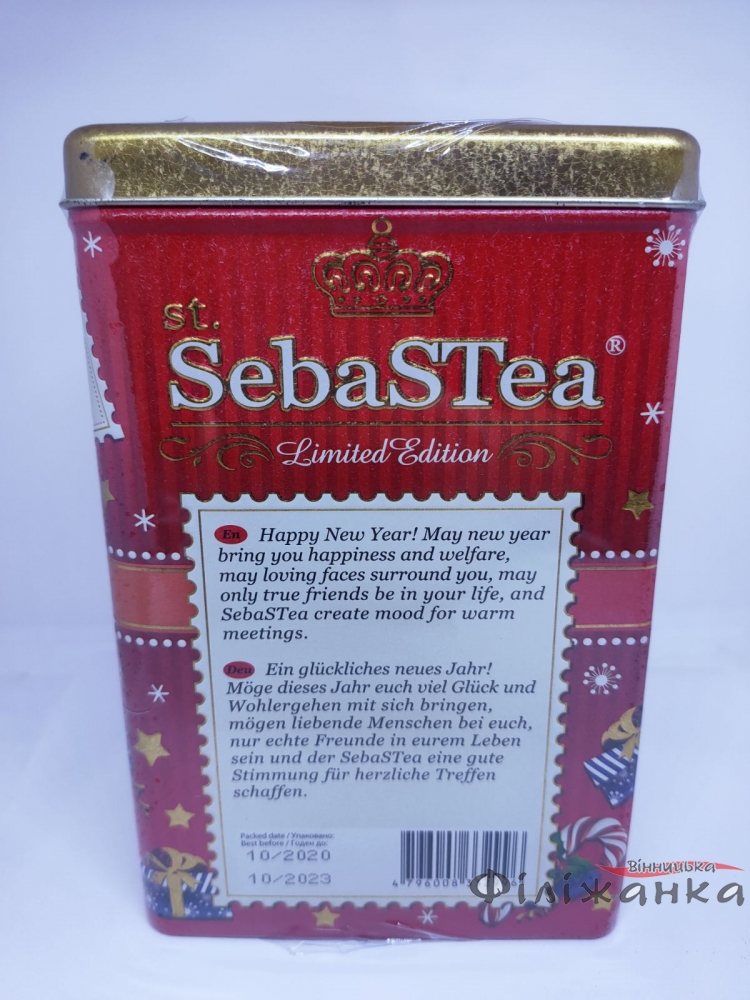 st.
SebaSTea®
Limited Edition
En Happy New Year! May new year
bring you happiness and welfare,
may loving faces surround you, may
only true friends be in your life, and
SebaSTea create mood for warm
meetings.
Deu Ein glückliches neues Jahr!
Möge dieses Jahr euch viel Glück und
Wohlergehen mit sich bringen,
mögen liebende Menschen bei euch,
nur echte Freunde in eurem Leben
sein und der SebaSTea eine gute
Stimmung für herzliche Treffen
schaffen.
Packed date / Упаковано:
Best before / Годен до:
10/2020
10/2023
4 796008
Вінницька
Філіжанка